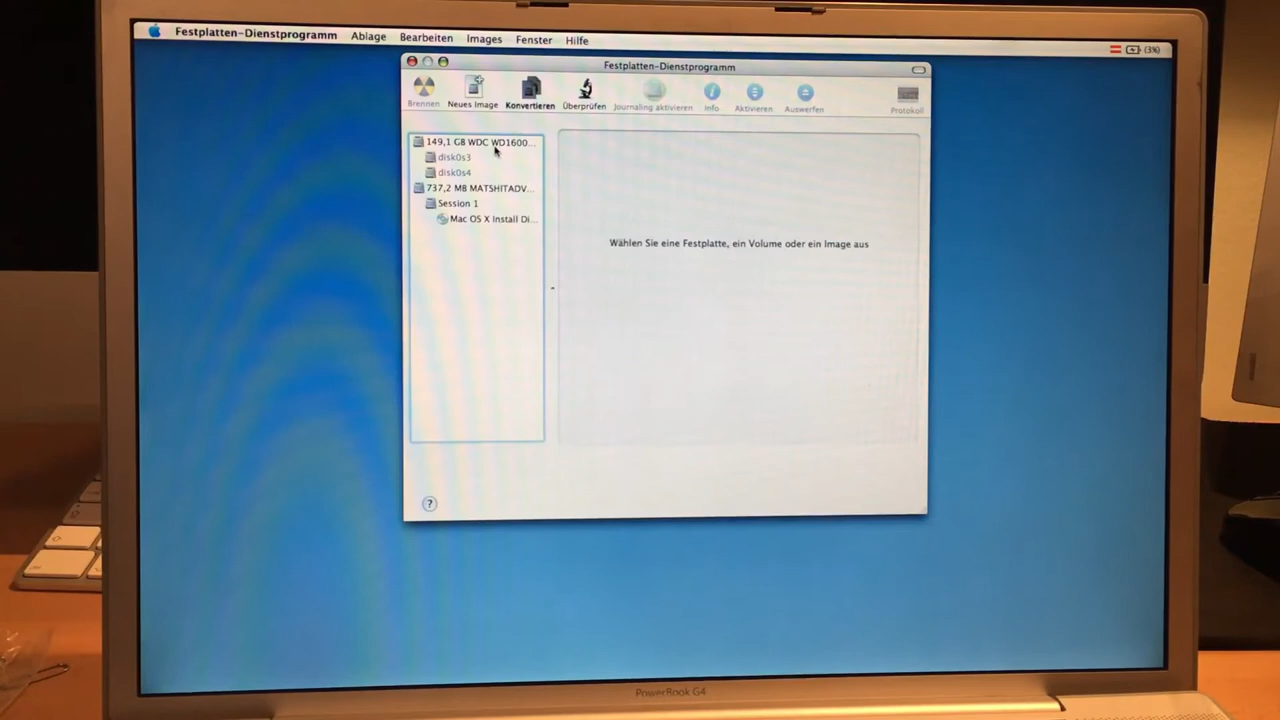 Festplatten-Dienstprogramm Ablage Bearbeiten Images Fenster Hilfe (3%)
Festplatten-Dienstprogramm
Brennen Neues Image Konvertieren Überprüfen Journaling aktivieren Info Aktivieren Auswerfen Protokoll
149,1 GB WDC WD1600...
disk0s3
disk0s4
737,2 MB MATSHITADV...
Session 1
Mac OS X Install Di...
Wählen Sie eine Festplatte, ein Volume oder ein Image aus
?
PowerBook G4